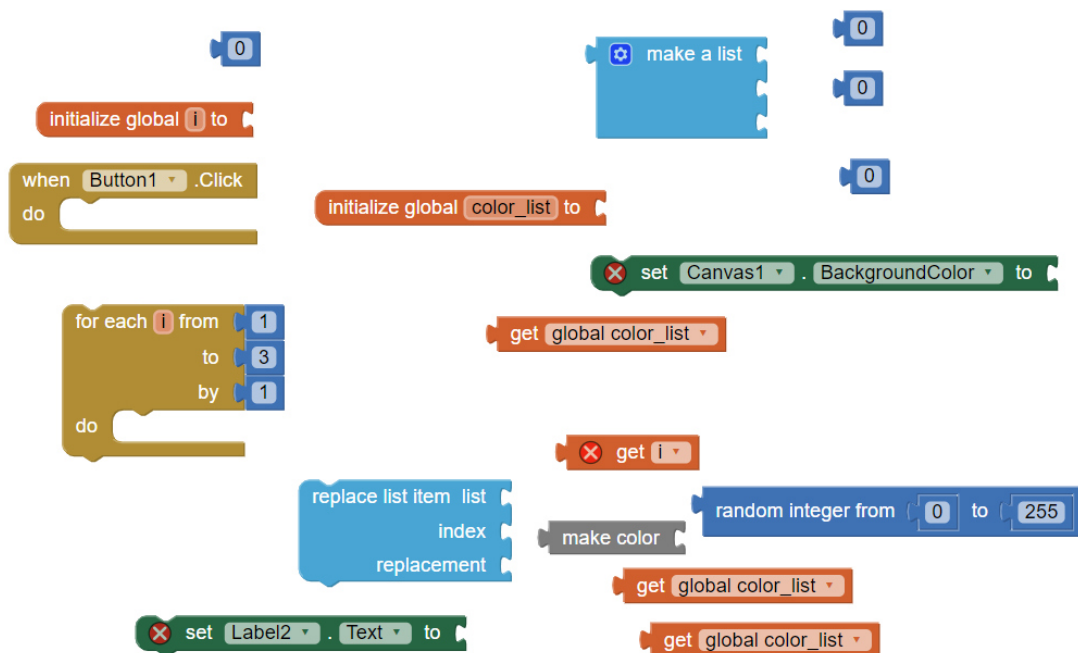 0
make a list
0
0
initialize global i to
when Button1 .Click
do
0
initialize global color_list to
set Canvas1 . BackgroundColor to
for each i from 1
to 3
by 1
do
get global color_list
get i
replace list item list
index
replacement
random integer from 0 to 255
make color
get global color_list
set Label2 . Text to
get global color_list